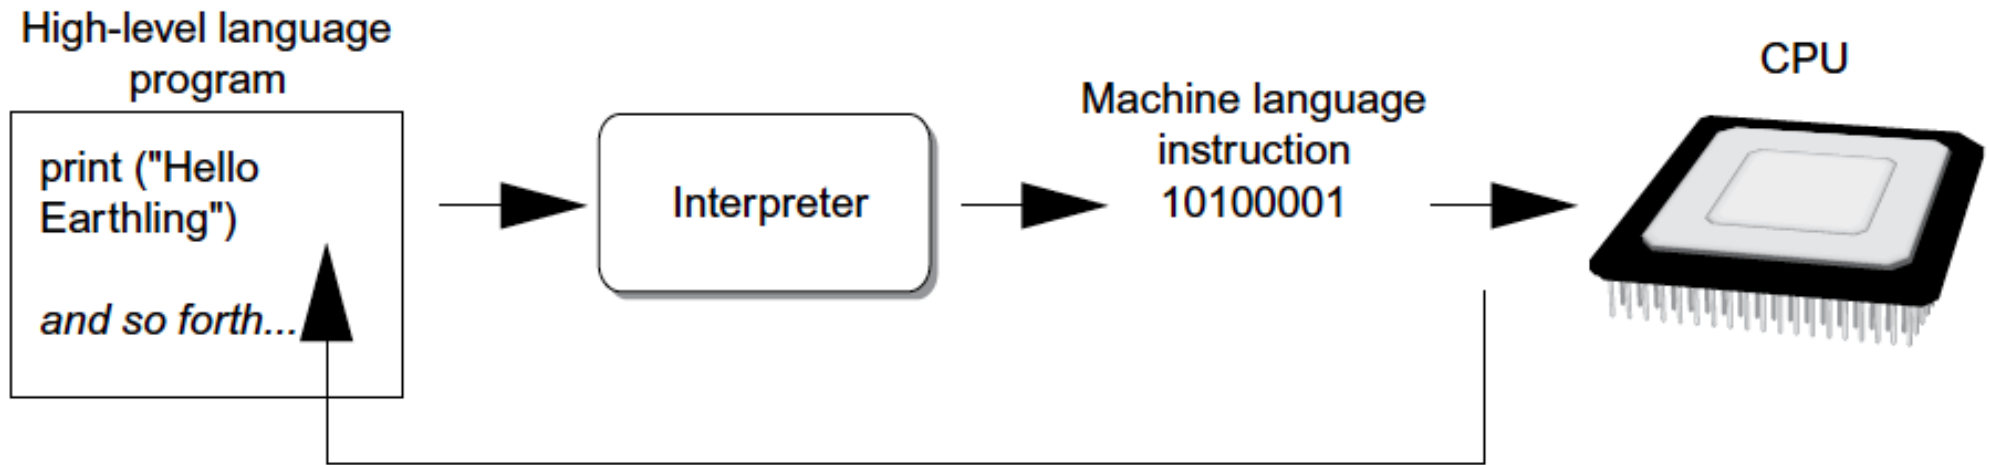 High-level language
program
print ("Hello
Earthling")
and so forth...
Interpreter
Machine language
instruction
10100001
CPU